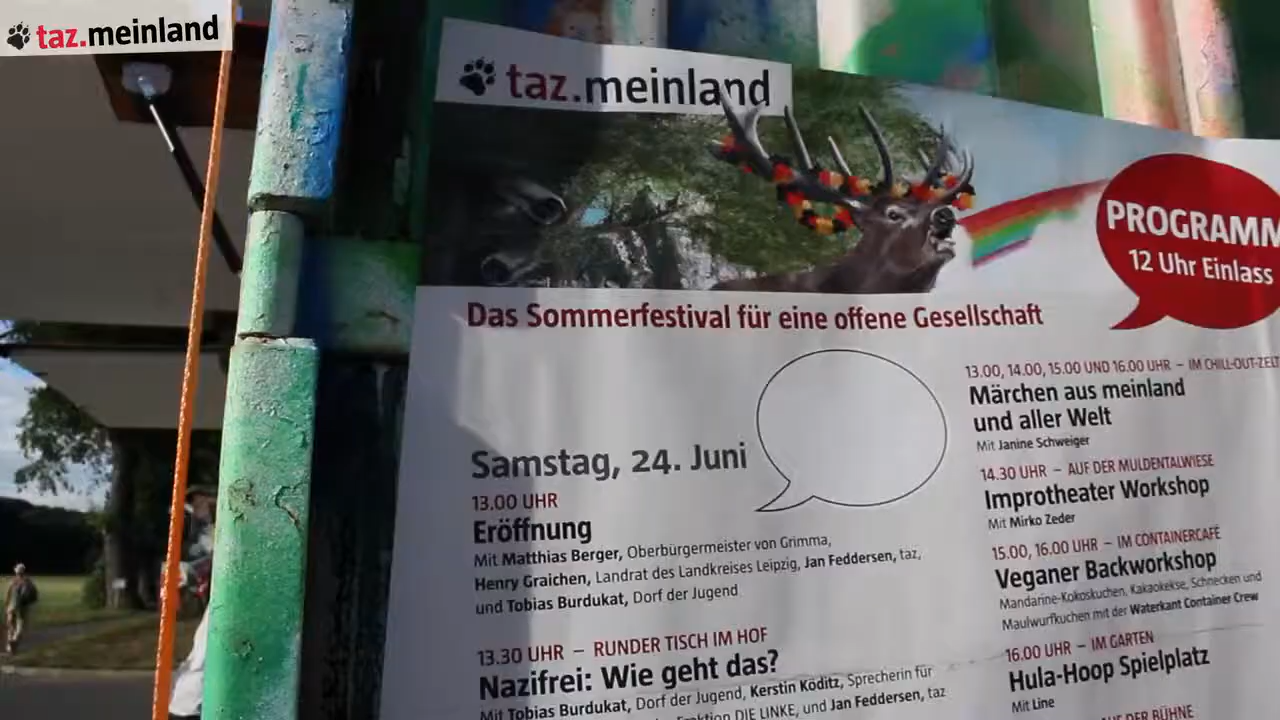 taz.meinland
taz.meinland
PROGRAMM
12 Uhr Einlass
Das Sommerfestival für eine offene Gesellschaft
Samstag, 24. Juni
13.00 UHR
Eröffnung
Mit Matthias Berger, Oberbürgermeister von Grimma,
Henry Graichen, Landrat des Landkreises Leipzig, Jan Feddersen, taz,
und Tobias Burdukat, Dorf der Jugend
13.30 UHR – RUNDER TISCH IM HOF
Nazifrei: Wie geht das?
Mit Tobias Burdukat, Dorf der Jugend, Kerstin Köditz, Sprecherin für
Fraktion DIE LINKE, und Jan Feddersen, taz
13.00, 14.00, 15.00 UND 16.00 UHR – IM CHILL-OUT-ZELT
Märchen aus meinland
und aller Welt
Mit Janine Schweiger
14.30 UHR – AUF DER MULDENTALWIESE
Improtheater Workshop
Mit Mirko Zeder
15.00, 16.00 UHR – IM CONTAINERCAFÉ
Veganer Backworkshop
Mandarine-Kokoskuchen, Kakaokekse, Schnecken und
Maulwurfkuchen mit der Waterkant Container Crew
16.00 UHR – IM GARTEN
Hula-Hoop Spielplatz
Mit Line
AUF DER BÜHNE